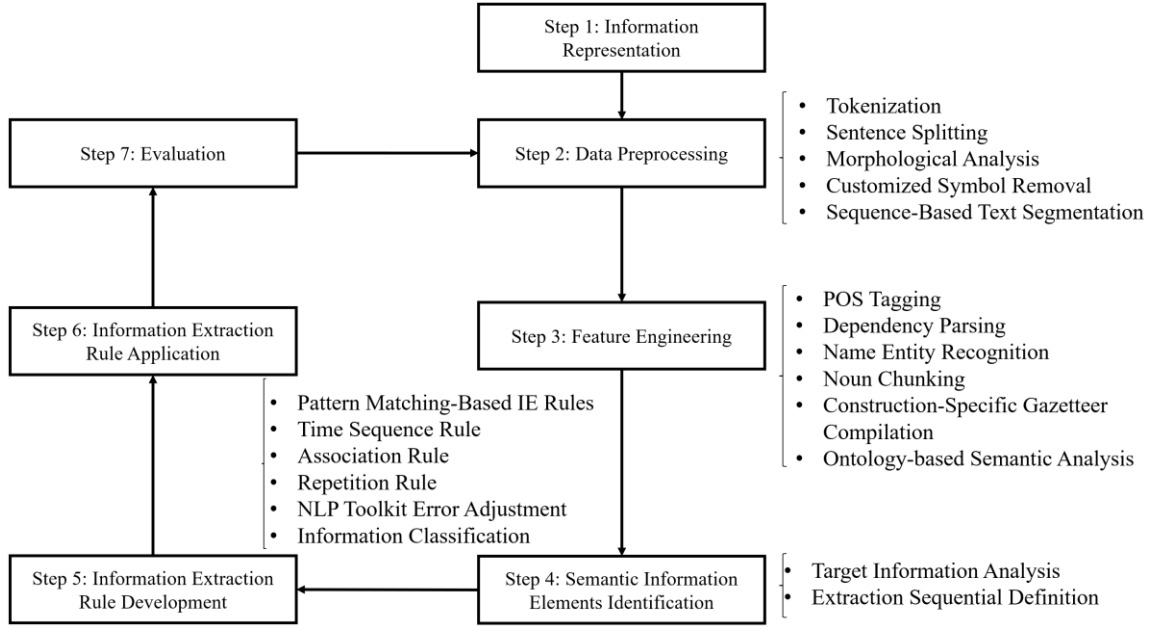 Step 1: Information
Representation
Step 7: Evaluation
Step 2: Data Preprocessing
• Tokenization
• Sentence Splitting
• Morphological Analysis
• Customized Symbol Removal
• Sequence-Based Text Segmentation
Step 6: Information Extraction
Rule Application
Step 3: Feature Engineering
• POS Tagging
• Dependency Parsing
• Name Entity Recognition
• Noun Chunking
• Construction-Specific Gazetteer
Compilation
• Ontology-based Semantic Analysis
• Pattern Matching-Based IE Rules
• Time Sequence Rule
• Association Rule
• Repetition Rule
• NLP Toolkit Error Adjustment
• Information Classification
Step 5: Information Extraction
Rule Development
Step 4: Semantic Information
Elements Identification
• Target Information Analysis
• Extraction Sequential Definition